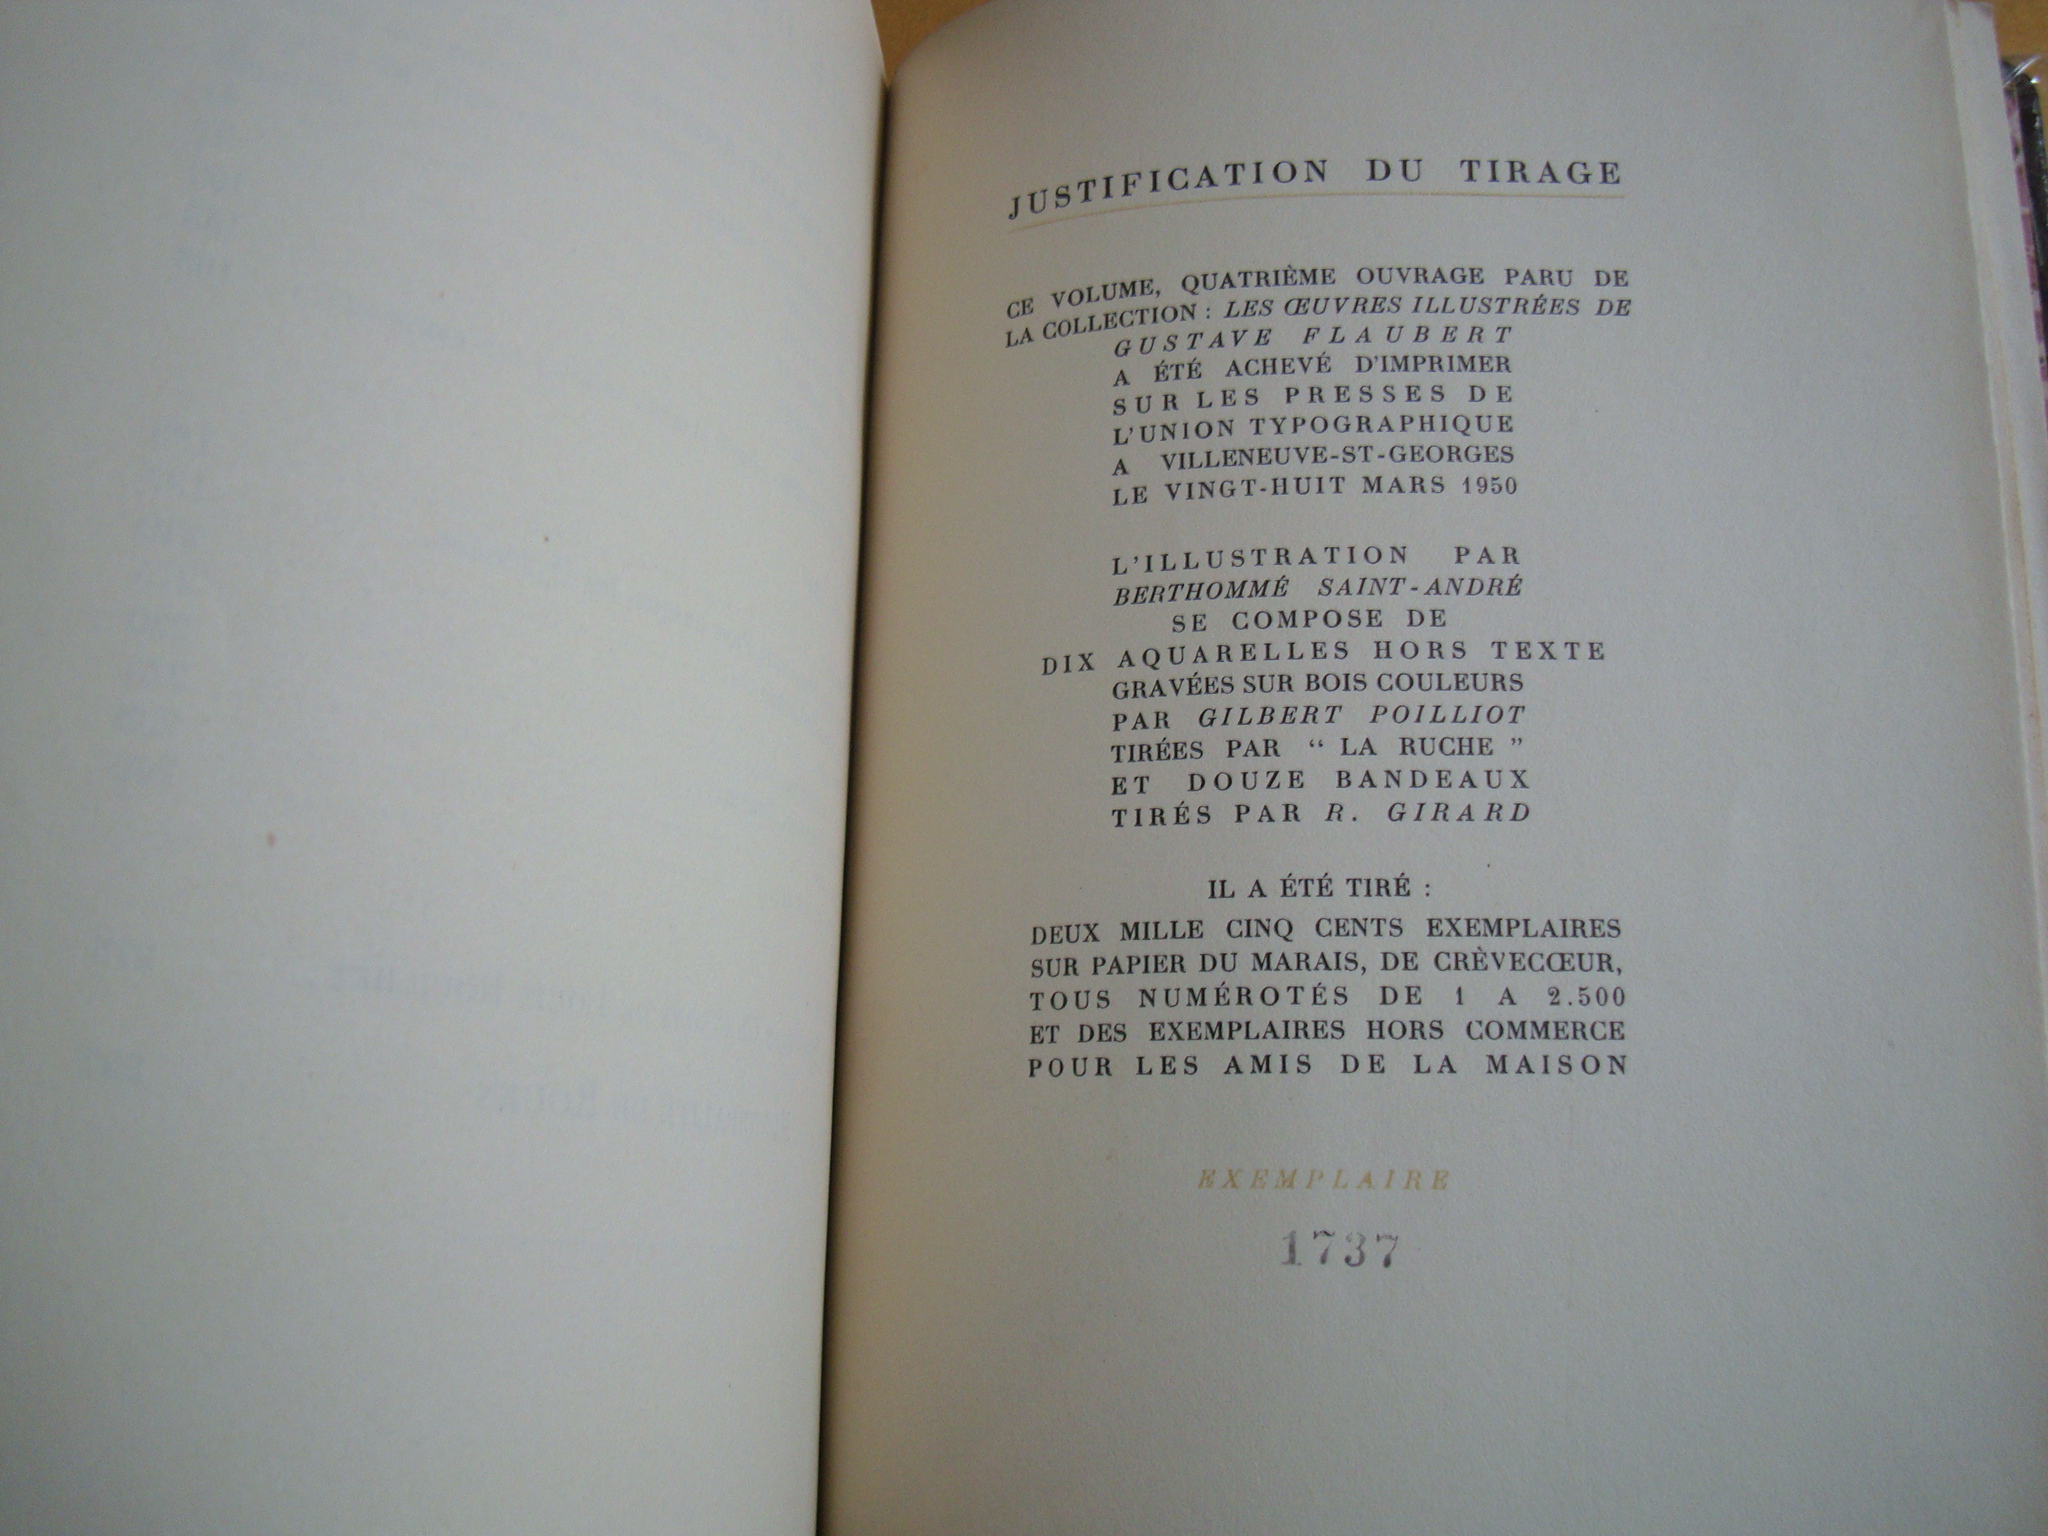 JUSTIFICATION DU TIRAGE
CE VOLUME, QUATRIÈME OUVRAGE PARU DE
LA COLLECTION : LES ŒUVRES ILLUSTRÉES DE
GUSTAVE FLAUBERT
A ÉTÉ ACHEVÉ D'IMPRIMER
SUR LES PRESSES DE
L'UNION TYPOGRAPHIQUE
A VILLENEUVE-ST-GEORGES
LE VINGT-HUIT MARS 1950
L'ILLUSTRATION PAR
BERTHOMMÉ SAINT-ANDRÉ
SE COMPOSE DE
DIX AQUARELLES HORS TEXTE
GRAVÉES SUR BOIS COULEURS
PAR GILBERT POILLIOT
TIRÉES PAR “ LA RUCHE ”
ET DOUZE BANDEAUX
TIRÉS PAR R. GIRARD
IL A ÉTÉ TIRÉ :
DEUX MILLE CINQ CENTS EXEMPLAIRES
SUR PAPIER DU MARAIS, DE CRÈVECŒUR,
TOUS NUMÉROTÉS DE 1 A 2.500
ET DES EXEMPLAIRES HORS COMMERCE
POUR LES AMIS DE LA MAISON
EXEMPLAIRE
1737